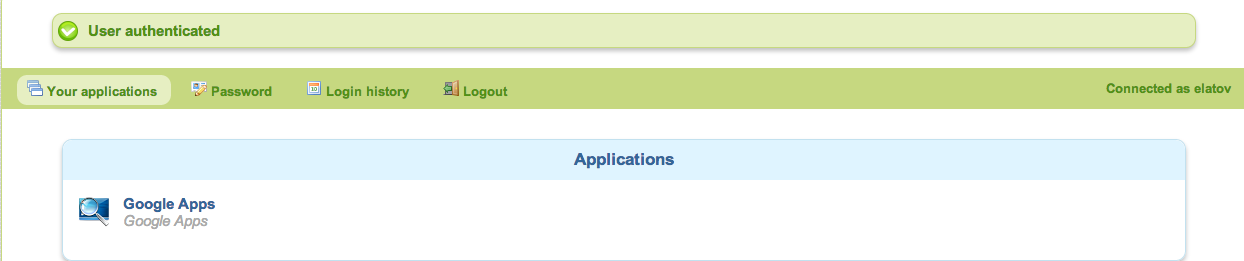 User authenticated
Your applications Password Login history Logout Connected as elatov
Applications
Google Apps
Google Apps